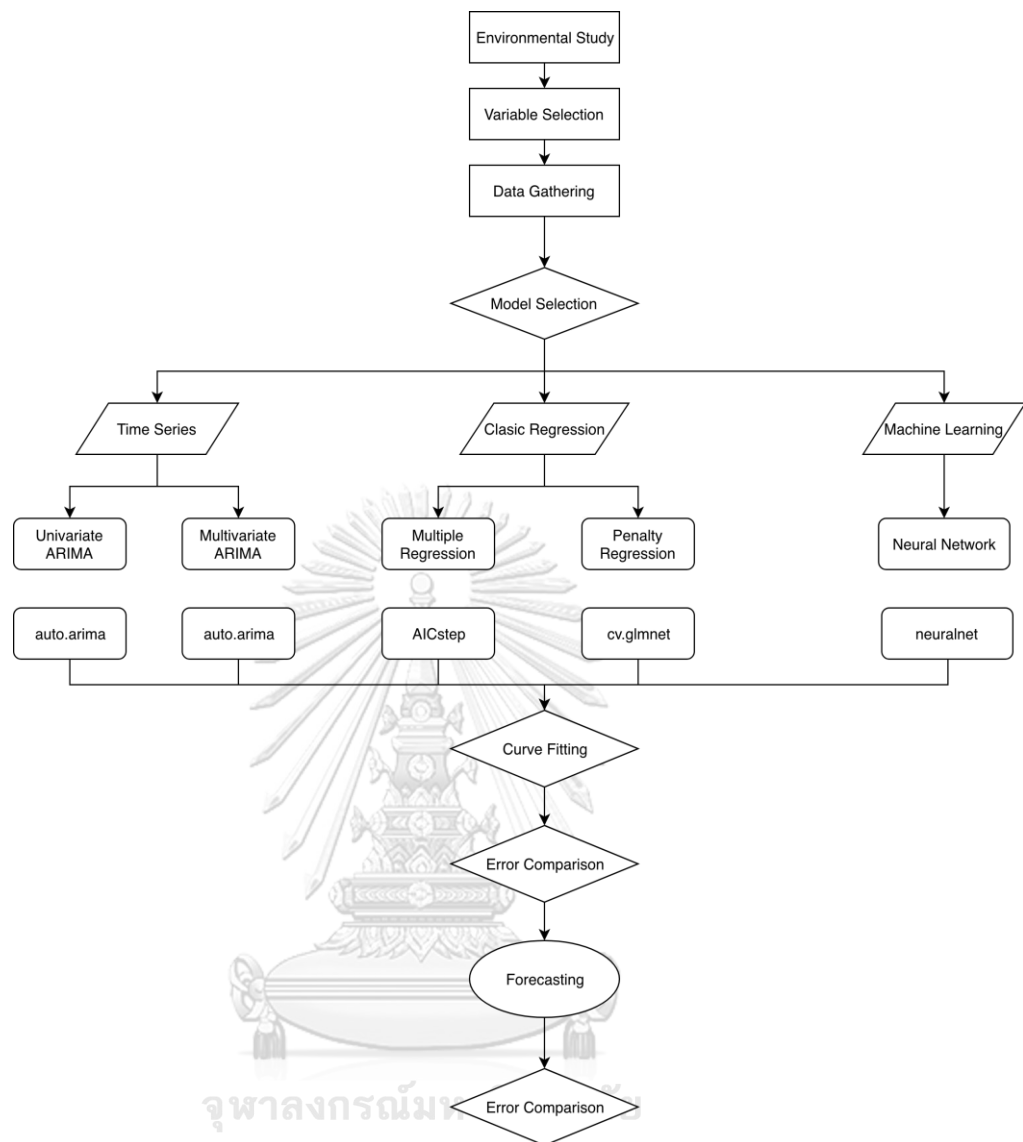 Environmental Study
Variable Selection
Data Gathering
Model Selection
Time Series
Clasic Regression
Machine Learning
Univariate
ARIMA
Multivariate
ARIMA
Multiple
Regression
Penalty
Regression
Neural Network
auto.arima
auto.arima
AICstep
cv.glmnet
neuralnet
Curve Fitting
Error Comparison
Forecasting
Error Comparison
จุฬาลงกรณ์ม